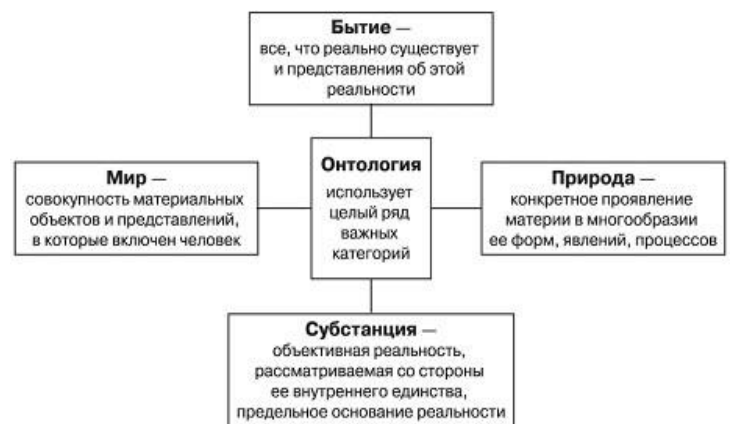 Бытие —
все, что реально существует
и представления об этой
реальности
Мир —
совокупность материальных
объектов и представлений,
в которые включен человек
Онтология
использует
целый ряд
важных
категорий
Природа —
конкретное проявление
материи в многообразии
ее форм, явлений, процессов
Субстанция —
объективная реальность,
рассматриваемая со стороны
ее внутреннего единства,
предельное основание реальности